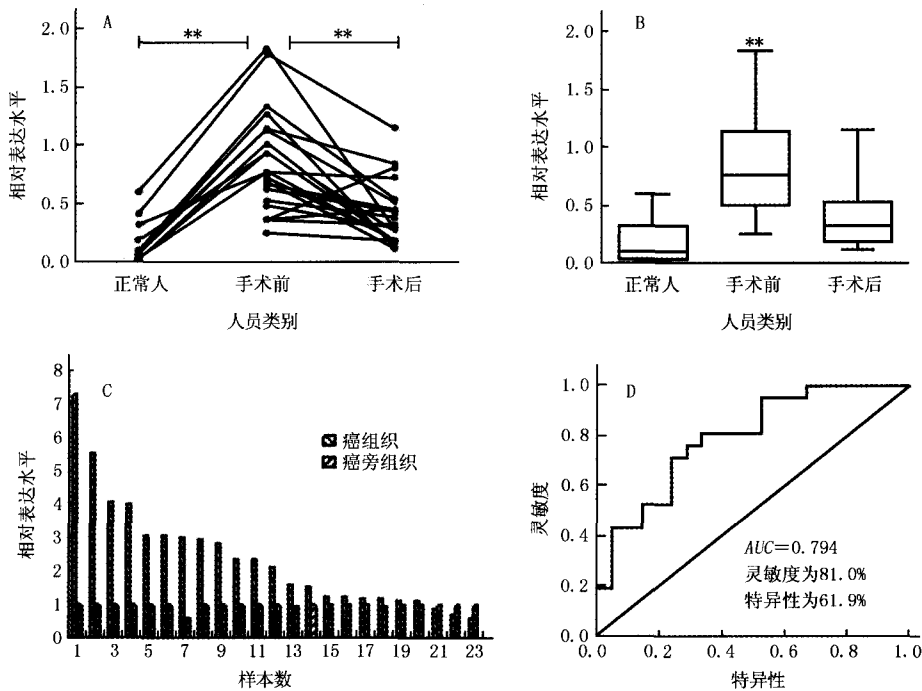 A
** **
相对表达水平
2.0
1.5
1.0
0.5
0.0
正常人 手术前 手术后
人员类别
B
**
相对表达水平
2.0
1.5
1.0
0.5
0.0
正常人 手术前 手术后
人员类别
C
相对表达水平
8
7
6
5
4
3
2
1
0
癌组织
癌旁组织
1 3 5 7 9 11 13 15 17 19 21 23
样本数
D
灵敏度
1.0
0.8
0.6
0.4
0.2
0.0
AUC=0.794
灵敏度为81.0%
特异性为61.9%
0.0 0.2 0.4 0.6 0.8 1.0
特异性